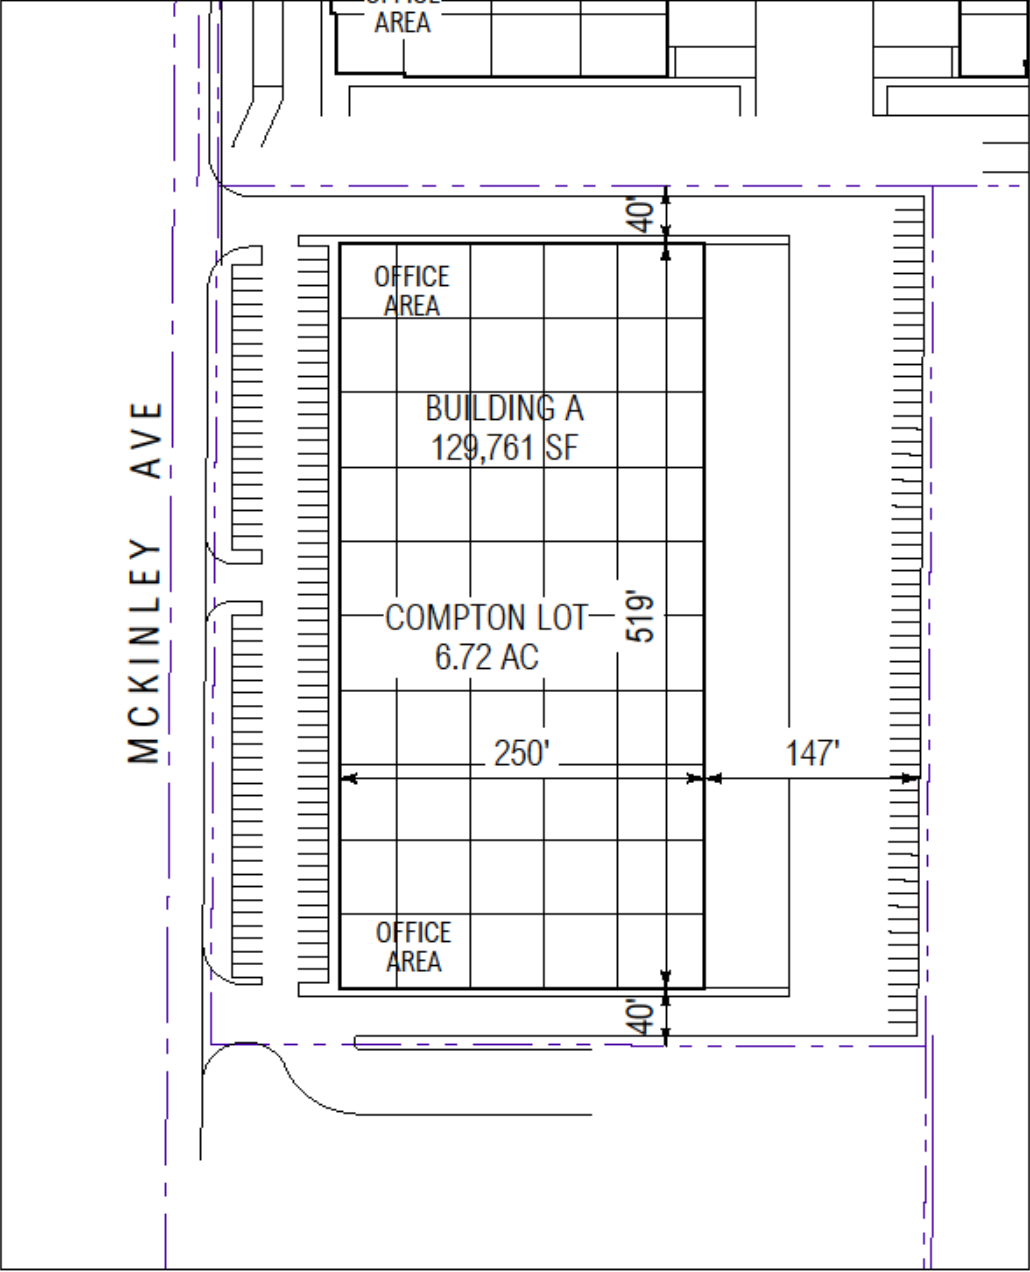 OFFICE
AREA
40'
OFFICE
AREA
BUILDING A
129,761 SF
MCKINLEY AVE
COMPTON LOT
6.72 AC
519'
250'
147'
OFFICE
AREA
40'